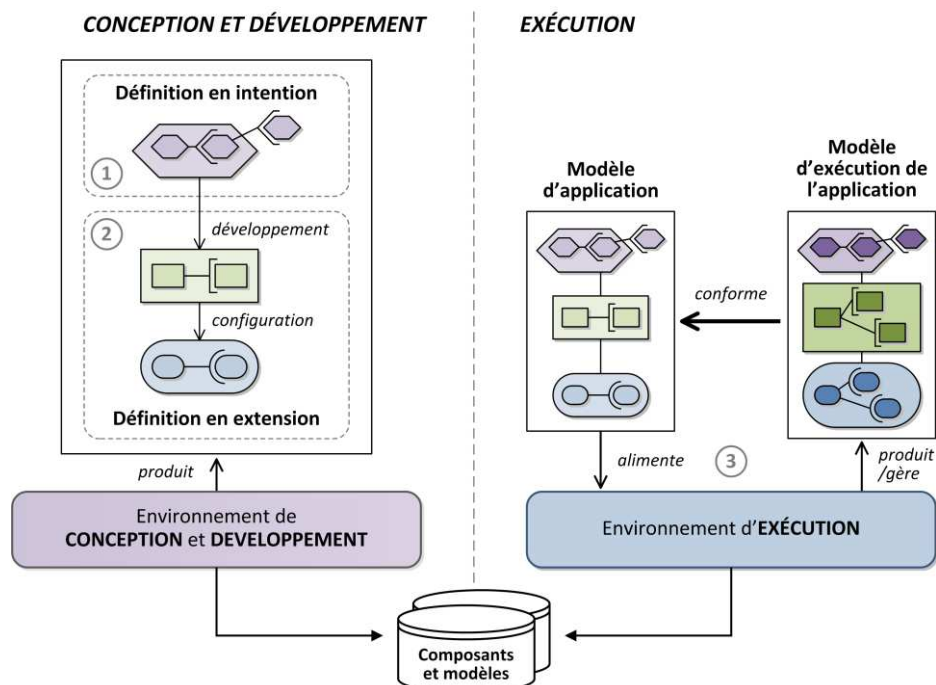 CONCEPTION ET DÉVELOPPEMENT
EXÉCUTION
Définition en intention
1
2
développement
configuration
Définition en extension
produit
Environnement de
CONCEPTION et DEVELOPPEMENT
Modèle
d'application
Modèle
d'exécution de
l'application
conforme
alimente
3
produit
/gère
Environnement d'EXÉCUTION
Composants
et modèles